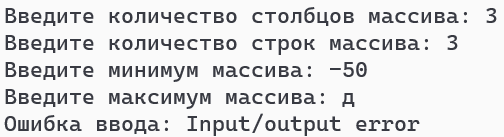 Введите количество столбцов массива: 3
Введите количество строк массива: 3
Введите минимум массива: -50
Введите максимум массива: д
Ошибка ввода: Input/output error